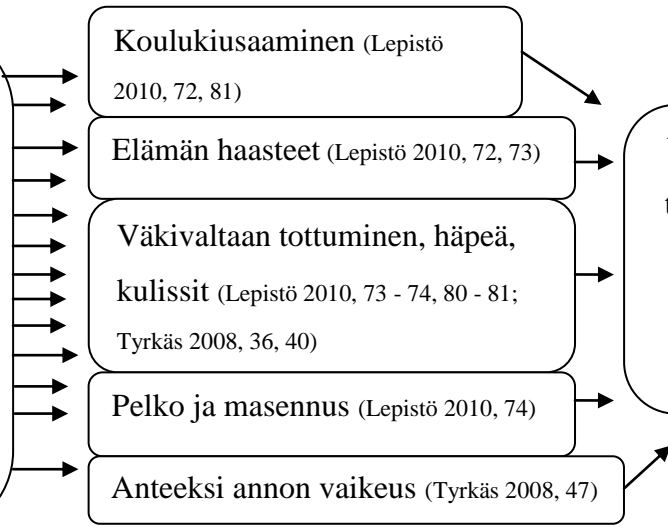 Koulukiusaaminen (Lepistö
2010, 72, 81)
Elämän haasteet (Lepistö 2010, 72, 73)
Väkivaltaan tottuminen, häpeä,
kulissit (Lepistö 2010, 73 - 74, 80 - 81;
Tyrkäs 2008, 36, 40)
Pelko ja masennus (Lepistö 2010, 74)
Anteeksi annon vaikeus (Tyrkäs 2008, 47)